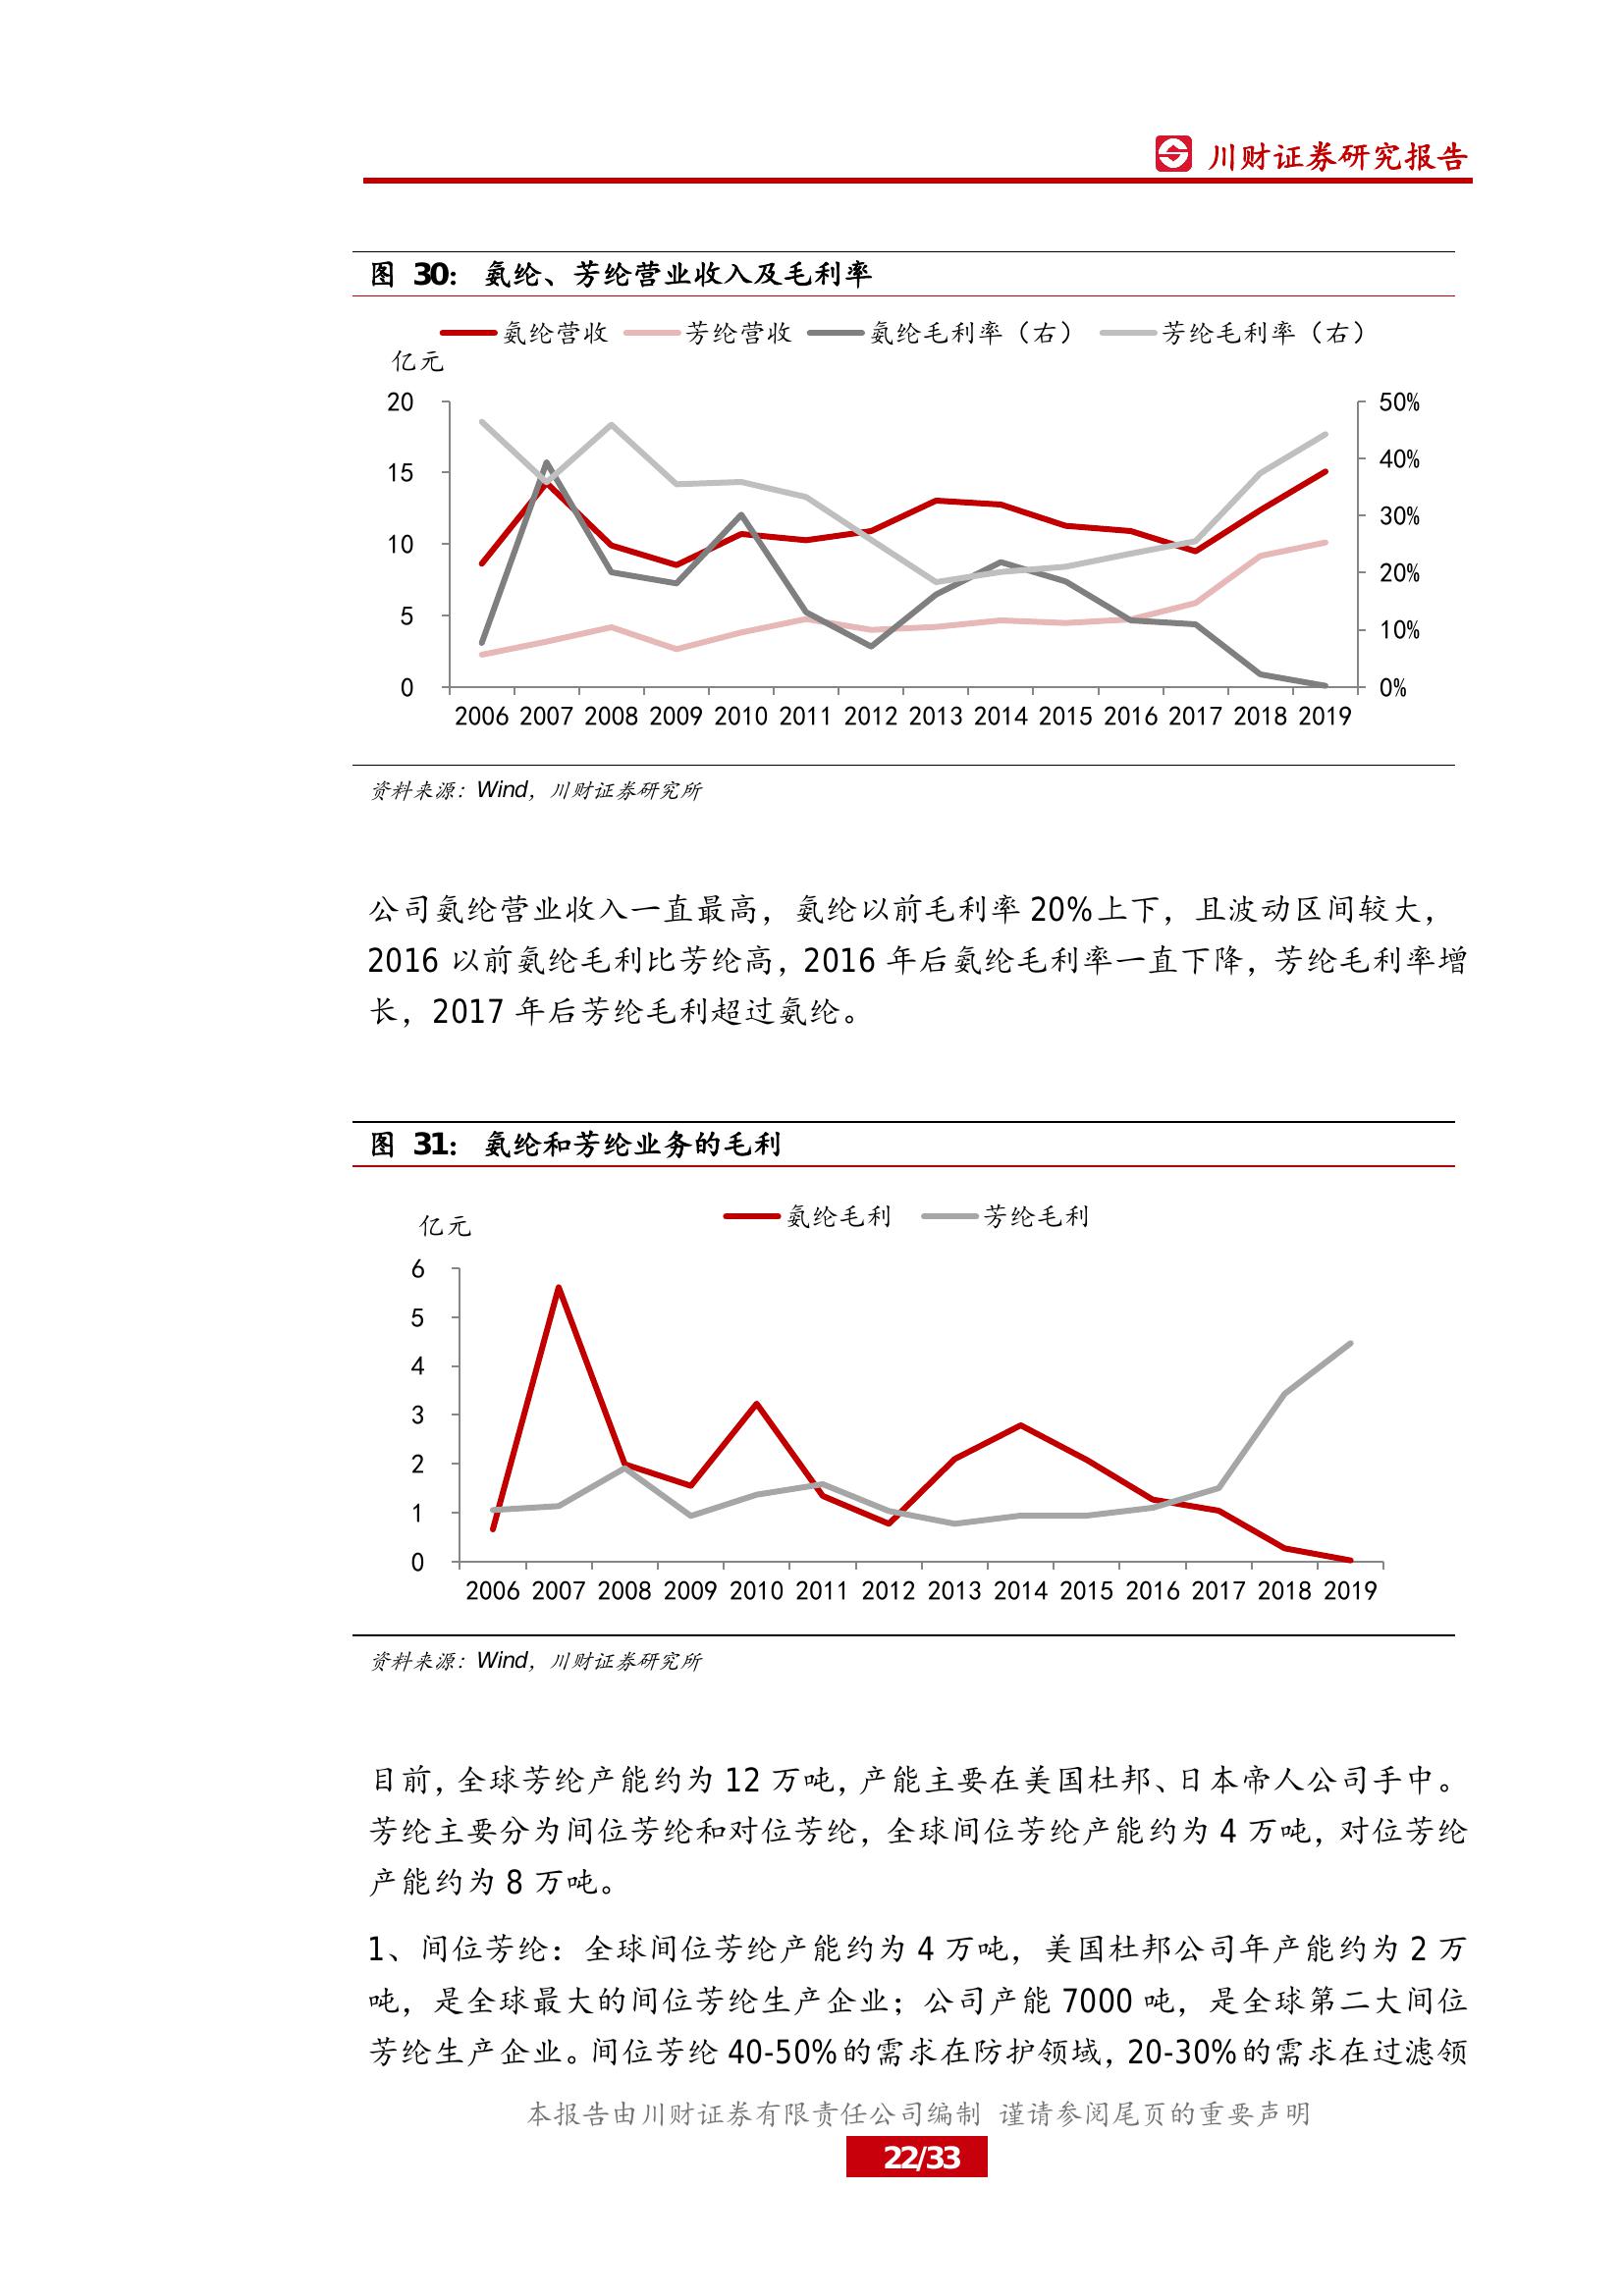 川财证券研究报告
图 30： 氨纶、芳纶营业收入及毛利率
氨纶营收 芳纶营收 氨纶毛利率（右） 芳纶毛利率（右）
亿元
20 50%
15 40%
10 30%
5 20%
0 10%
0%
2006 2007 2008 2009 2010 2011 2012 2013 2014 2015 2016 2017 2018 2019
资料来源：Wind，川财证券研究所
公司氨纶营业收入一直最高，氨纶以前毛利率 20%上下，且波动区间较大，
2016 以前氨纶毛利比芳纶高，2016 年后氨纶毛利率一直下降，芳纶毛利率增
长，2017 年后芳纶毛利超过氨纶。
图 31： 氨纶和芳纶业务的毛利
氨纶毛利 芳纶毛利
亿元
6
5
4
3
2
1
0
2006 2007 2008 2009 2010 2011 2012 2013 2014 2015 2016 2017 2018 2019
资料来源：Wind，川财证券研究所
目前，全球芳纶产能约为 12 万吨，产能主要在美国杜邦、日本帝人公司手中。
芳纶主要分为间位芳纶和对位芳纶，全球间位芳纶产能约为 4 万吨，对位芳纶
产能约为 8 万吨。
1、间位芳纶：全球间位芳纶产能约为 4 万吨，美国杜邦公司年产能约为 2 万
吨，是全球最大的间位芳纶生产企业；公司产能 7000 吨，是全球第二大间位
芳纶生产企业。间位芳纶 40-50%的需求在防护领域，20-30%的需求在过滤领
本报告由川财证券有限责任公司编制 谨请参阅尾页的重要声明
22/33